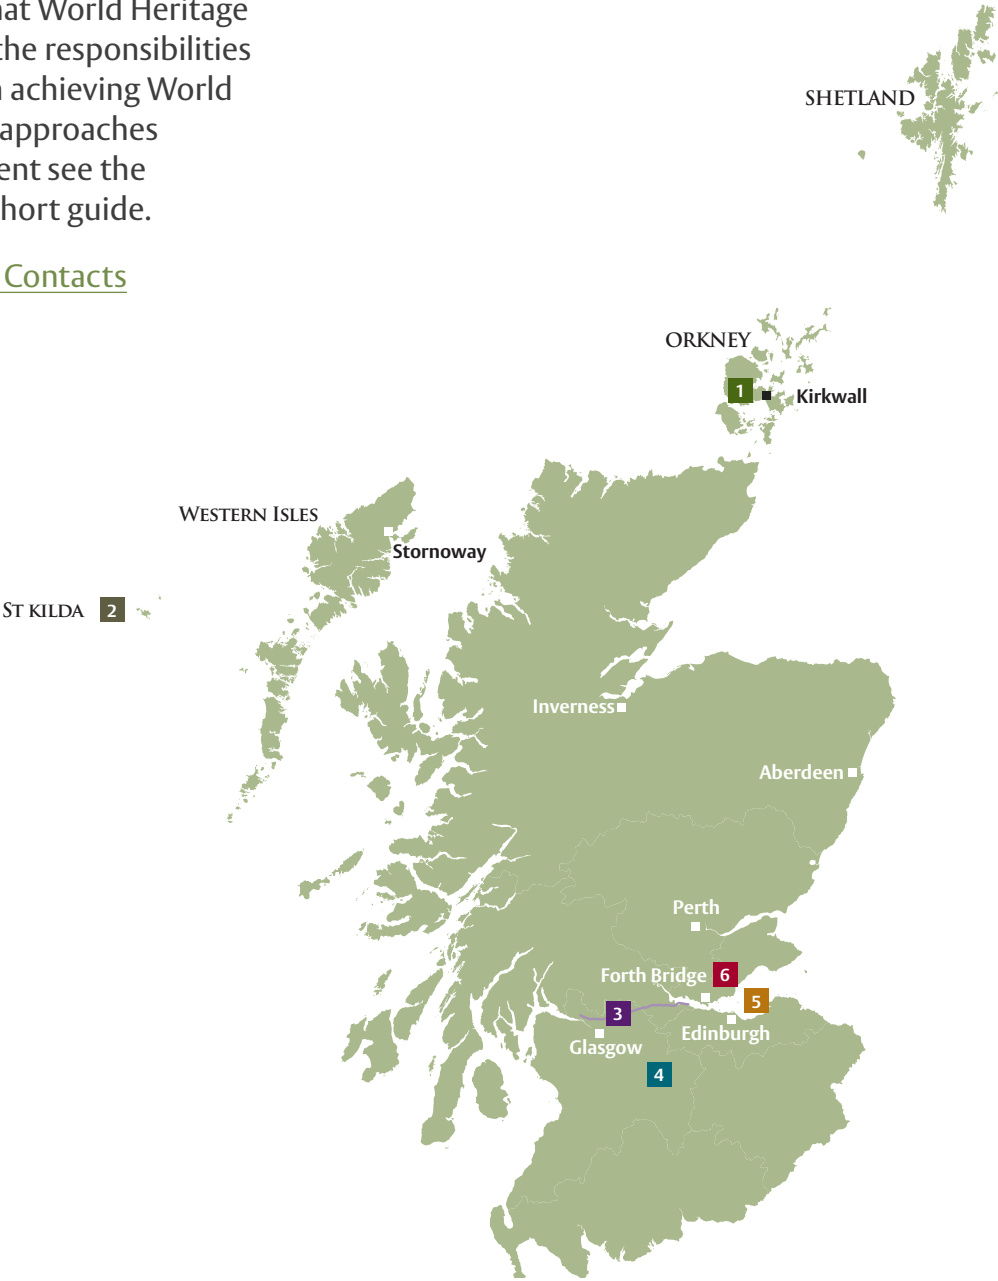 at World Heritage
the responsibilities
achieving World
approaches
ent see the
hort guide.
Contacts
SHETLAND
ORKNEY
1
Kirkwall
WESTERN ISLES
Stornoway
ST KILDA 2
Inverness
Aberdeen
Perth
Forth Bridge 6
5
3
Edinburgh
Glasgow
4